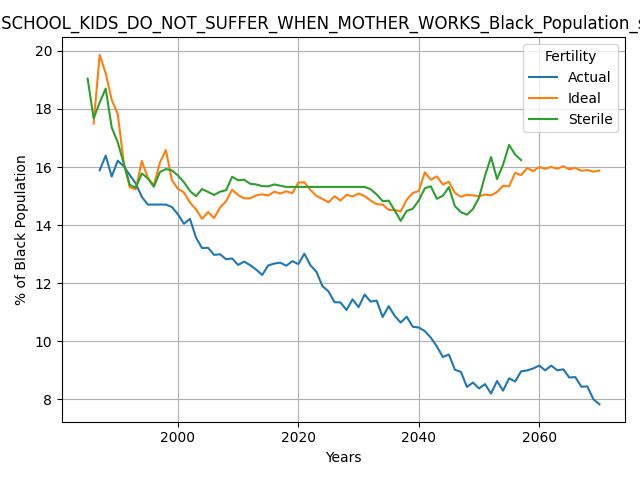 SCHOOL_KIDS_DO_NOT_SUFFER_WHEN_MOTHER_WORKS_Black_Population_
Fertility
Actual
Ideal
Sterile
% of Black Population
20
18
16
14
12
10
8
2000 2020 2040 2060
Years